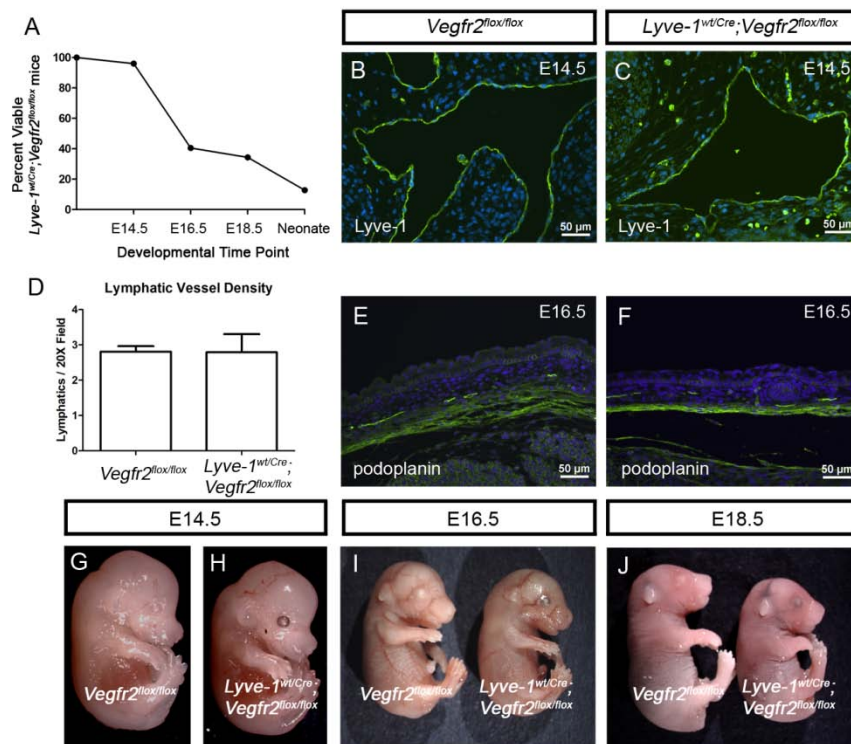 A
Percent Viable
Lyve-1wt/Cre;Vegfr2flox/flox mice
100
80
60
40
20
0
E14.5
E16.5
E18.5
Neonate
Developmental Time Point
Vegfr2flox/flox
Lyve-1wt/Cre;Vegfr2flox/flox
B
E14.5
Lyve-1
50 µm
C
E14.5
Lyve-1
50 µm
D
Lymphatic Vessel Density
Lymphatics / 20X Field
4
3
2
1
0
Vegfr2flox/flox
Lyve-1wt/Cre;
Vegfr2flox/flox
E
E16.5
podoplanin
50 µm
F
E16.5
podoplanin
50 µm
E14.5
E16.5
E18.5
G
Vegfr2flox/flox
H
Lyve-1wt/Cre;
Vegfr2flox/flox
I
Vegfr2flox/flox
Lyve-1wt/Cre;
Vegfr2flox/flox
J
Vegfr2flox/flox
Lyve-1wt/Cre;
Vegfr2flox/flox